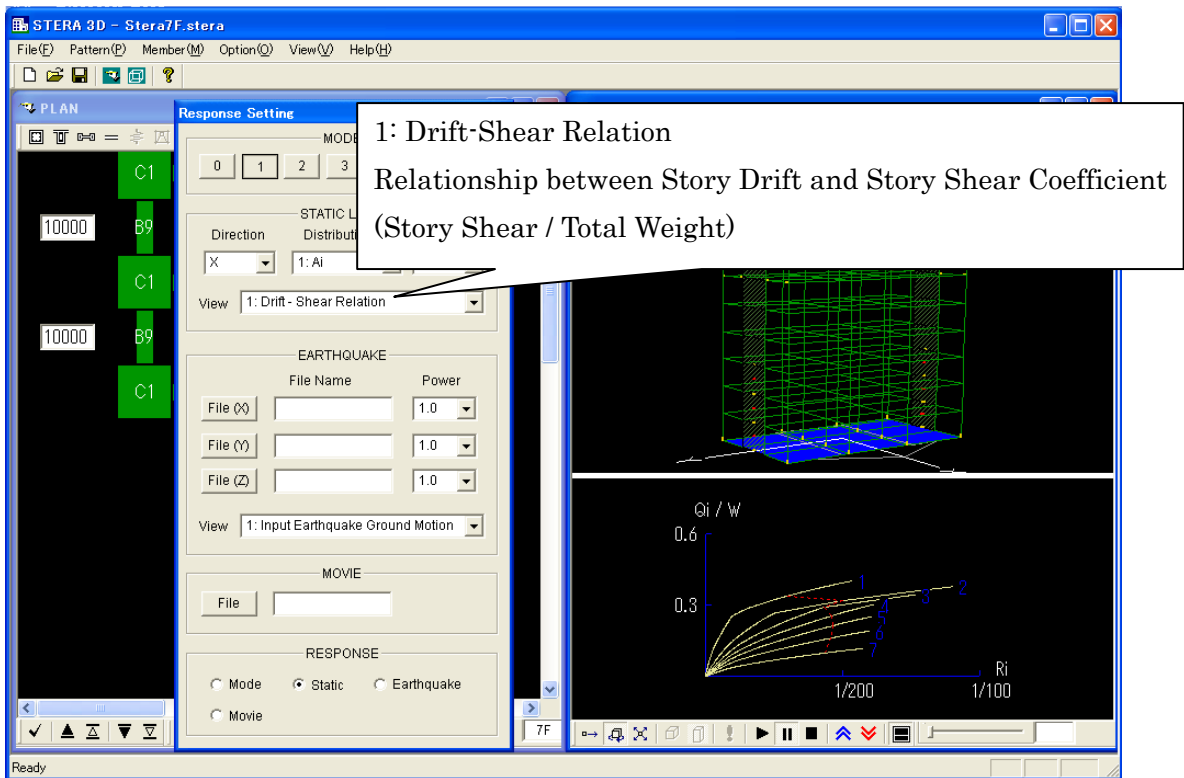 STERA 3D - Stera7F.stera
File(F) Pattern(P) Member(M) Option(O) View(V) Help(H)
PLAN
Response Setting
1: Drift-Shear Relation
Relationship between Story Drift and Story Shear Coefficient
(Story Shear / Total Weight)
MODE
0 1 2 3
C1
10000 B9
C1
10000 B9
C1
STATIC L
Direction
X 1: Ai
View 1: Drift - Shear Relation
EARTHQUAKE
File Name Power
File (X) 1.0
File (Y) 1.0
File (Z) 1.0
View 1: Input Earthquake Ground Motion
MOVIE
File
RESPONSE
Mode Static Earthquake
Movie
7F
Qi / W
0.6
0.3
1
2
3
4
5
6
7
Ri
1/200 1/100
Ready